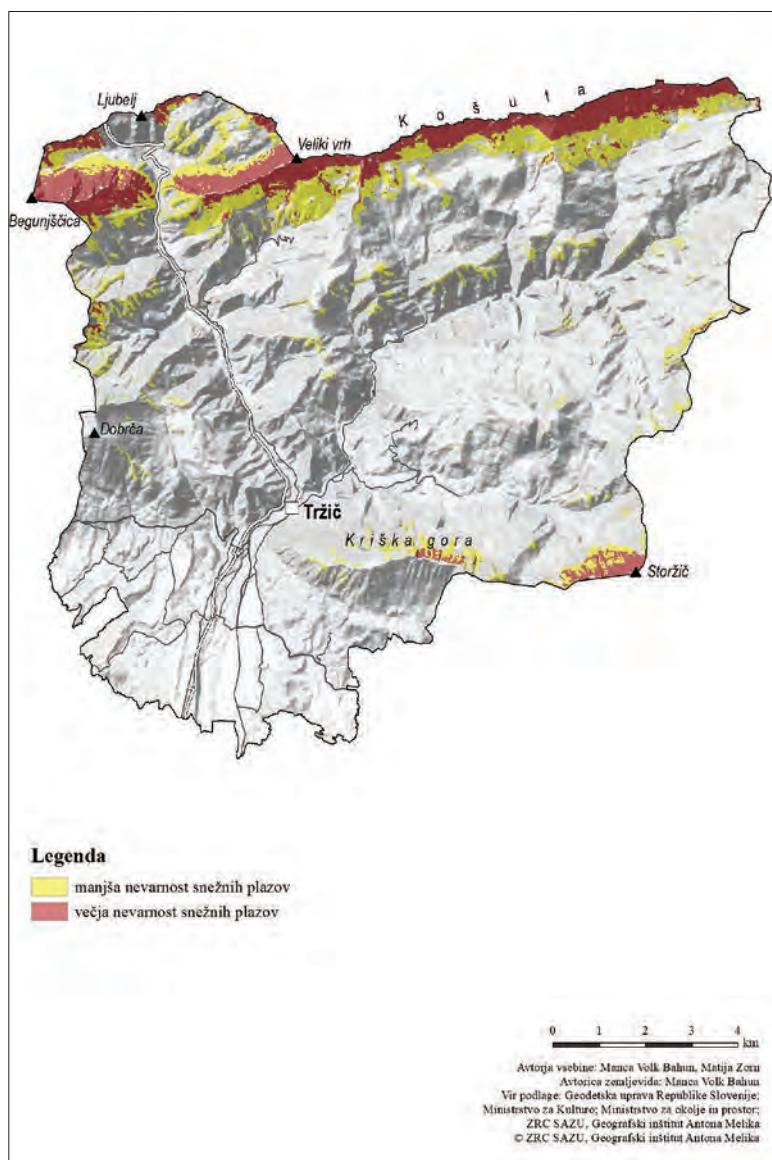 Ljubelj
Košuta
Veliki vrh
Begunjščica
Dobrča
Tržič
Kriška gora
Storžič
Legenda
manjša nevarnost snežnih plazov
večja nevarnost snežnih plazov
0 1 2 3 4
km
Avtorja vsebine: Manca Volk Bahun, Matija Zorn
Avtorica zemljevida: Manca Volk Bahun
Vir podlage: Geodetska uprava Republike Slovenije;
Ministrstvo za Kulturo; Ministrstvo za okolje in prostor;
ZRC SAZU, Geografski inštitut Antona Melika
© ZRC SAZU, Geografski inštitut Antona Melika